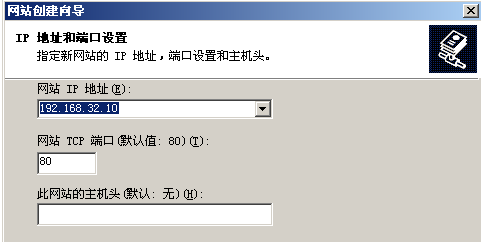 网站创建向导
IP 地址和端口设置
指定新网站的 IP 地址，端口设置和主机头。
网站 IP 地址(E):
192.168.32.10
网站 TCP 端口(默认值: 80)(T):
80
此网站的主机头(默认: 无)(H):